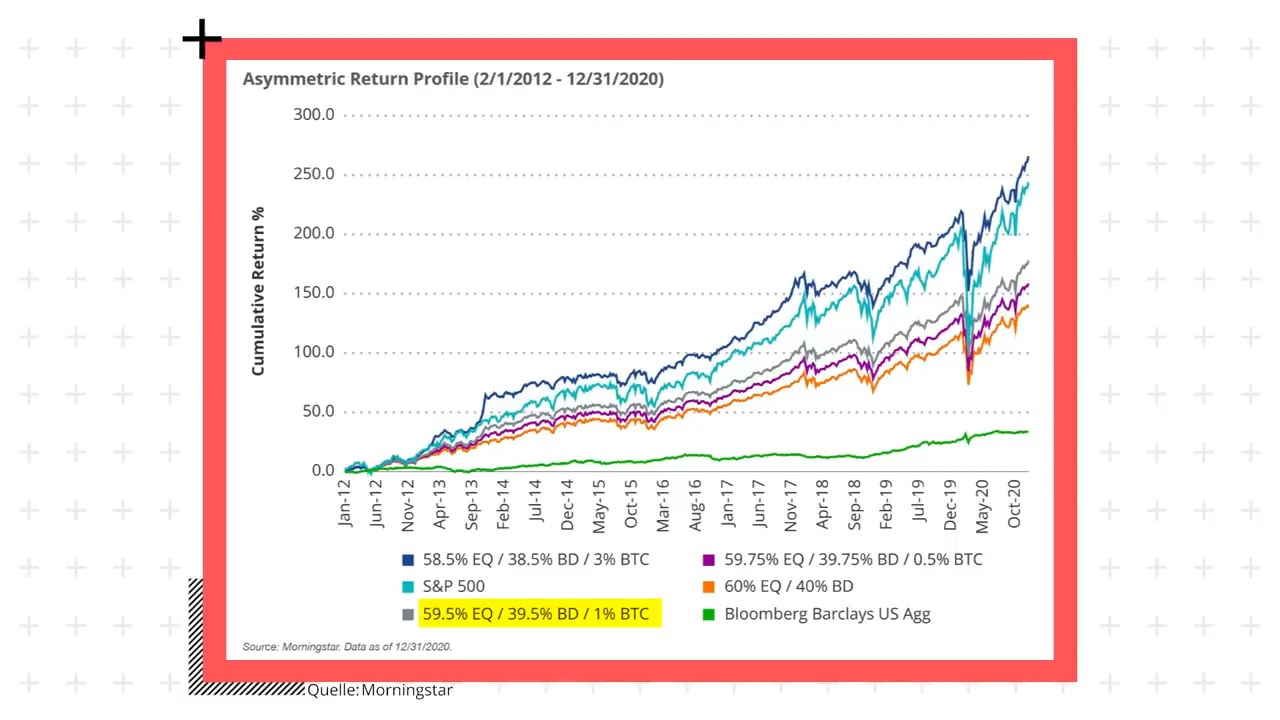 Asymmetric Return Profile (2/1/2012 - 12/31/2020)
300.0
250.0
200.0
150.0
100.0
50.0
0.0
Cumulative Return %
Jan-12
Jun-12
Nov-12
Apr-13
Sep-13
Feb-14
Jul-14
Dec-14
May-15
Oct-15
Mar-16
Aug-16
Jan-17
Jun-17
Nov-17
Apr-18
Sep-18
Feb-19
Jul-19
Dec-19
May-20
Oct-20
58.5% EQ / 38.5% BD / 3% BTC
59.75% EQ / 39.75% BD / 0.5% BTC
S&P 500
60% EQ / 40% BD
59.5% EQ / 39.5% BD / 1% BTC
Bloomberg Barclays US Agg
Source: Morningstar. Data as of 12/31/2020.
Quelle: Morningstar